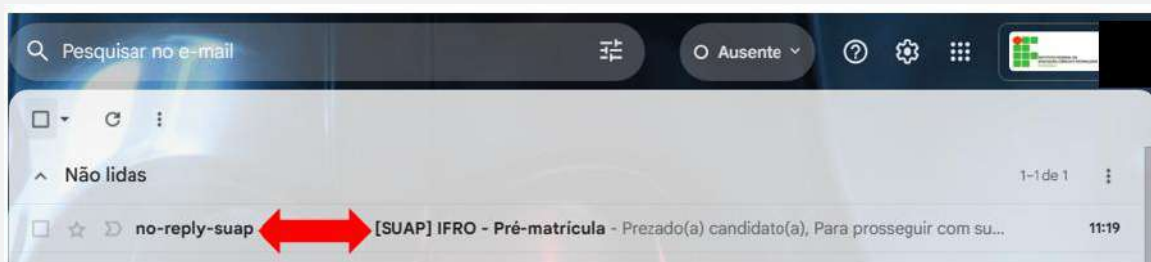 Pesquisar no e-mail
Ausente
Não lidas
1–1 de 1
no-reply-suap [SUAP] IFRO - Pré-matrícula - Prezado(a) candidato(a), Para prosseguir com su... 11:19